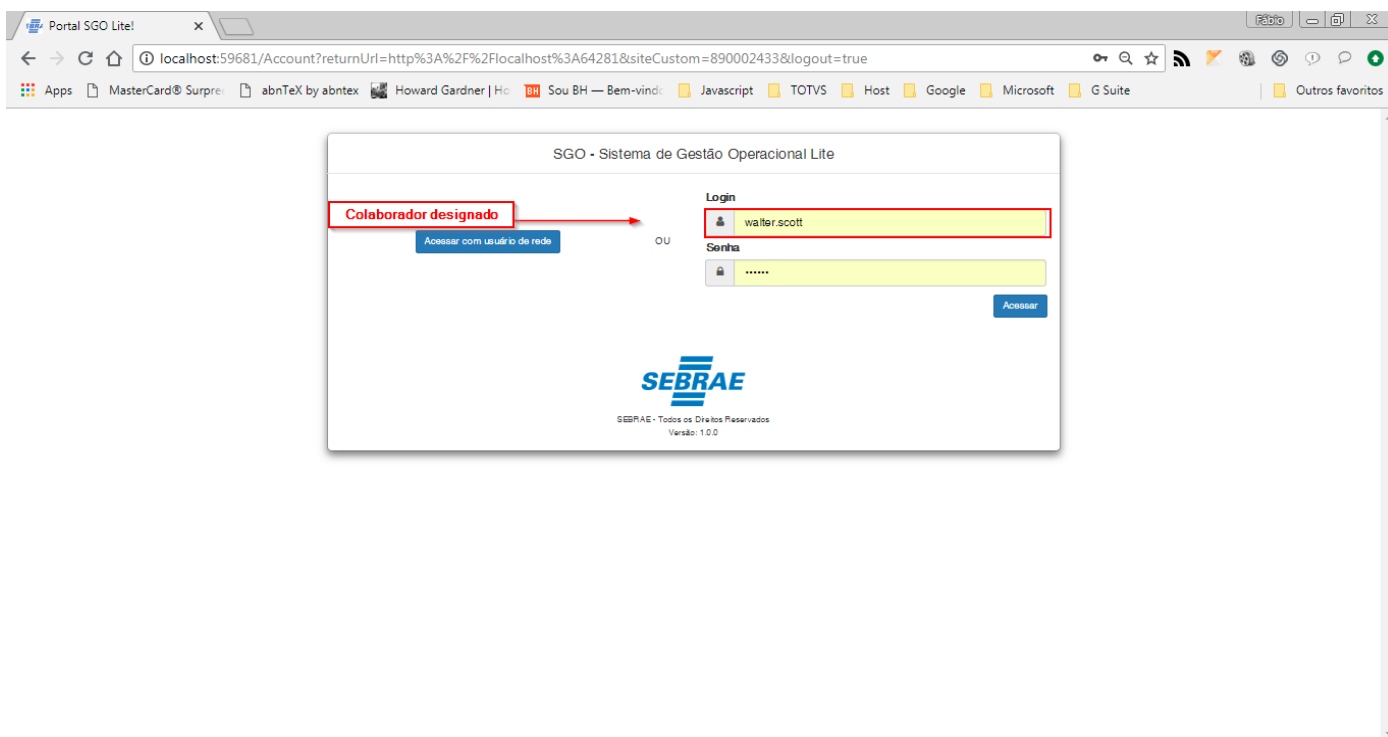 Portal SGO Lite!
Fábio
localhost:59681/Account?returnUrl=http%3A%2F%2Flocalhost%3A64281&siteCustom=890002433&logout=true
Apps MasterCard® Surpre abnTeX by abntex Howard Gardner | Ho Sou BH — Bem-vindo Javascript TOTVS Host Google Microsoft G Suite Outros favoritos
SGO - Sistema de Gestão Operacional Lite
Login
Colaborador designado
walter.scott
Acessar com usuário de rede
OU
Senha
••••••
Acessar
SEBRAE
SEBRAE - Todos os Direitos Reservados
Versão: 1.0.0